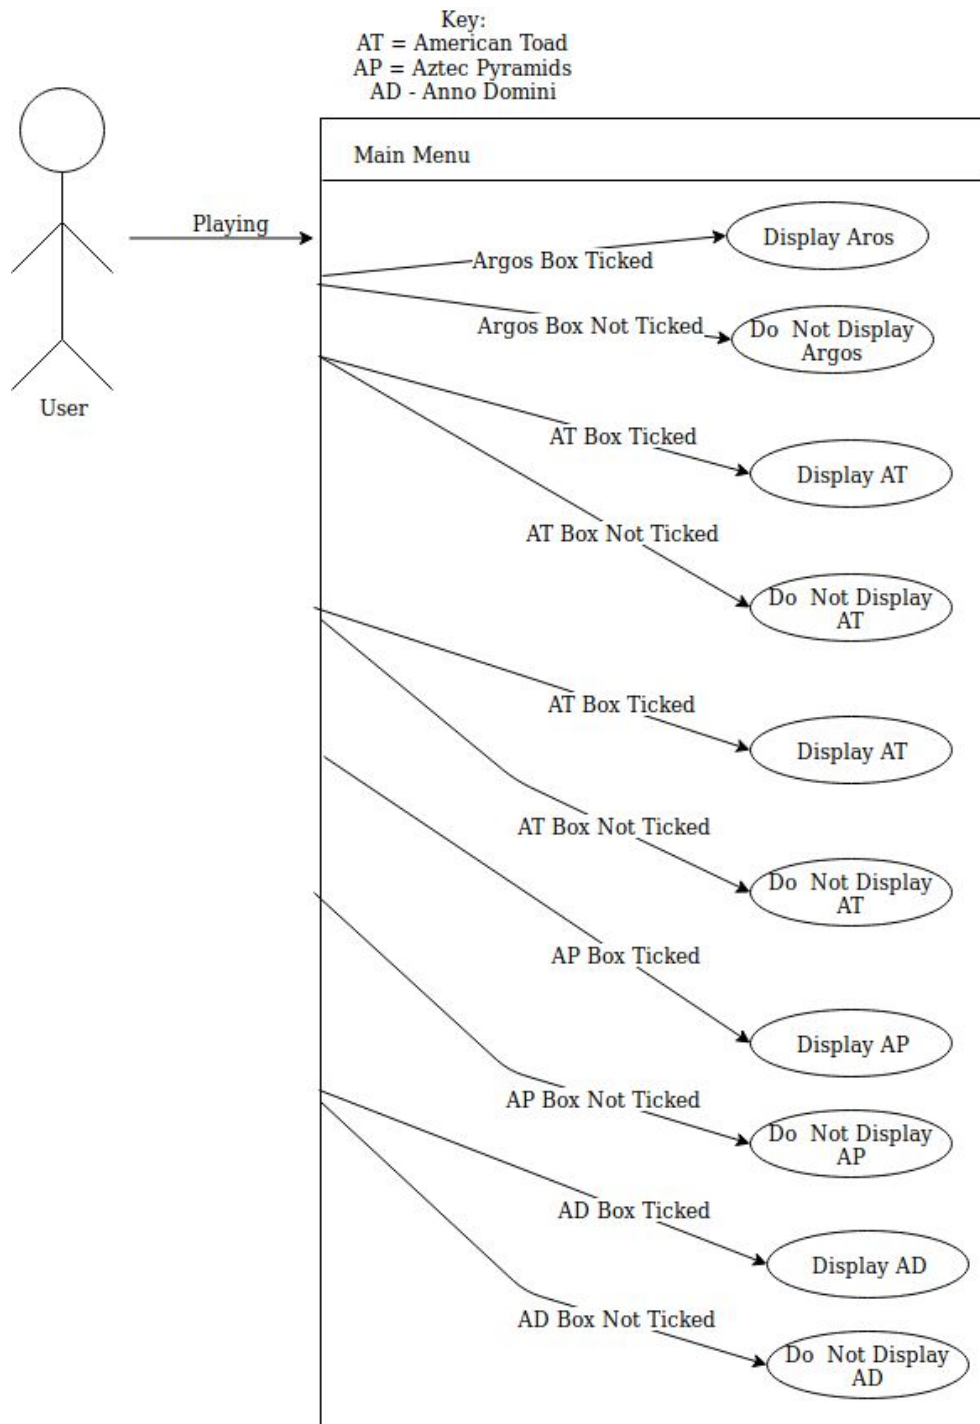 Key:
AT = American Toad
AP = Aztec Pyramids
AD - Anno Domini
Main Menu
Playing
User
Argos Box Ticked
Display Aros
Argos Box Not Ticked
Do Not Display
Argos
AT Box Ticked
Display AT
AT Box Not Ticked
Do Not Display
AT
AT Box Ticked
Display AT
AT Box Not Ticked
Do Not Display
AT
AP Box Ticked
Display AP
AP Box Not Ticked
Do Not Display
AP
AD Box Ticked
Display AD
AD Box Not Ticked
Do Not Display
AD